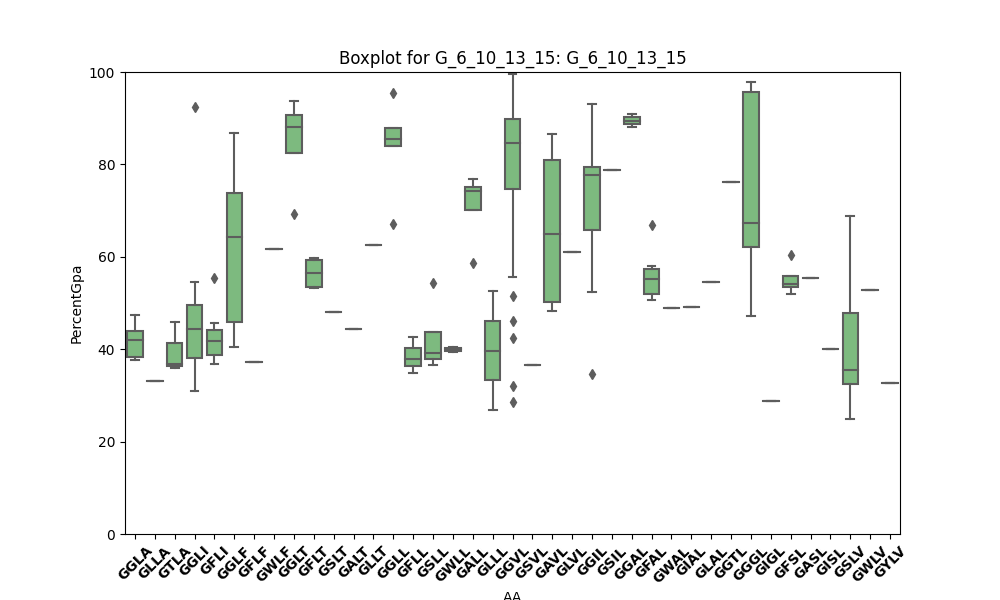 Boxplot for G_6_10_13_15: G_6_10_13_15
100
80
60
40
20
0
PercentGpa
GGLA GLLA GTLA GGLI GFLI GGLF GFLF GWLF GGLT GFLT GSLT GALT GLLT GGLL GFLL GSLL GWLL GALL GLLL GGVL GSVL GAVL GLVL GGIL GSIL GGAL GFAL GWAL GIAL GLAL GGTL GGGL GIGL GFSL GASL GISL GSLV GWLV GYLV
AA